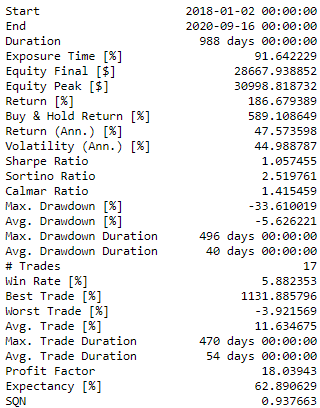 Start 2018-01-02 00:00:00
End 2020-09-16 00:00:00
Duration 988 days 00:00:00
Exposure Time [%] 91.642229
Equity Final [$] 28667.938852
Equity Peak [$] 30998.818732
Return [%] 186.679389
Buy & Hold Return [%] 589.108649
Return (Ann.) [%] 47.573598
Volatility (Ann.) [%] 44.988787
Sharpe Ratio 1.057455
Sortino Ratio 2.519761
Calmar Ratio 1.415459
Max. Drawdown [%] -33.610019
Avg. Drawdown [%] -5.626221
Max. Drawdown Duration 496 days 00:00:00
Avg. Drawdown Duration 40 days 00:00:00
# Trades 17
Win Rate [%] 5.882353
Best Trade [%] 1131.885796
Worst Trade [%] -3.921569
Avg. Trade [%] 11.634675
Max. Trade Duration 470 days 00:00:00
Avg. Trade Duration 54 days 00:00:00
Profit Factor 18.03943
Expectancy [%] 62.890629
SQN 0.937663